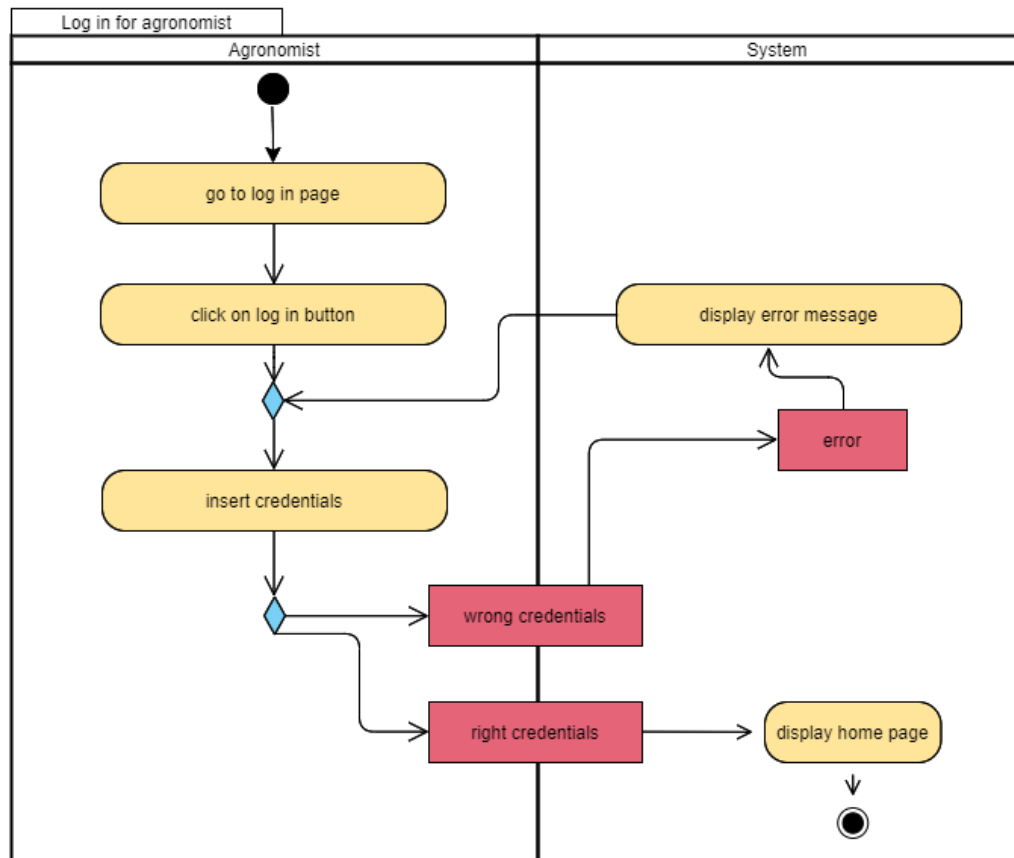 Log in for agronomist
Agronomist
System
go to log in page
click on log in button
display error message
error
insert credentials
wrong credentials
right credentials
display home page